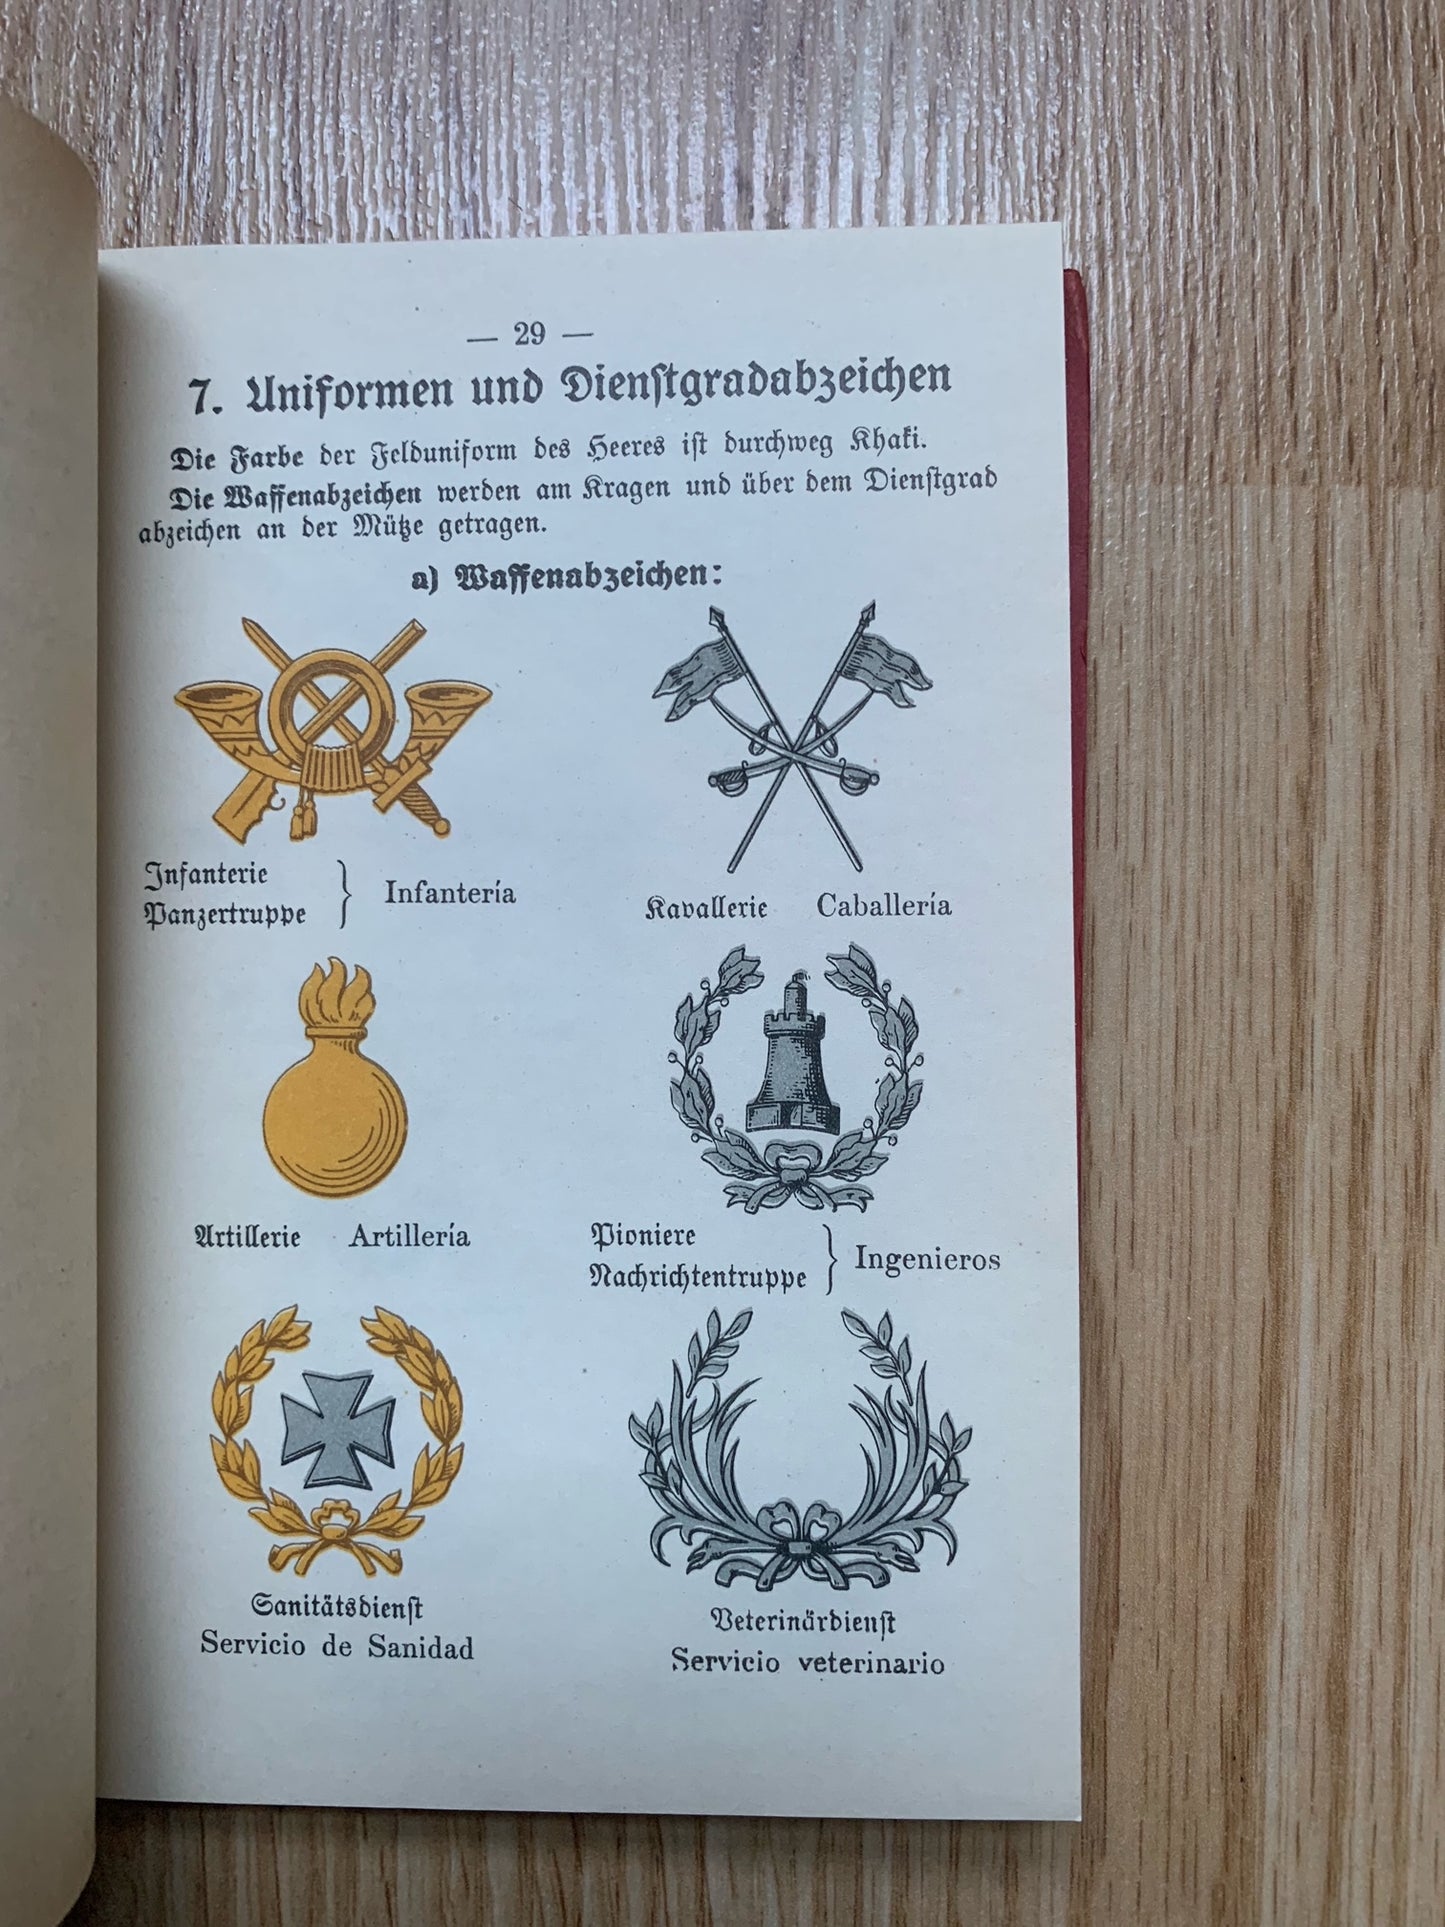 — 29 —
7. Uniformen und Dienstgradabzeichen
Die Farbe der Felduniform des Heeres ist durchweg Khaki.
Die Waffenabzeichen werden am Kragen und über dem Dienstgrad
abzeichen an der Mütze getragen.
a) Waffenabzeichen:
Infanterie
Panzertruppe
} Infantería
Kavallerie Caballería
Artillerie Artillería
Pioniere
Nachrichtentruppe
} Ingenieros
Sanitätsdienst
Servicio de Sanidad
Veterinärdienst
Servicio veterinario